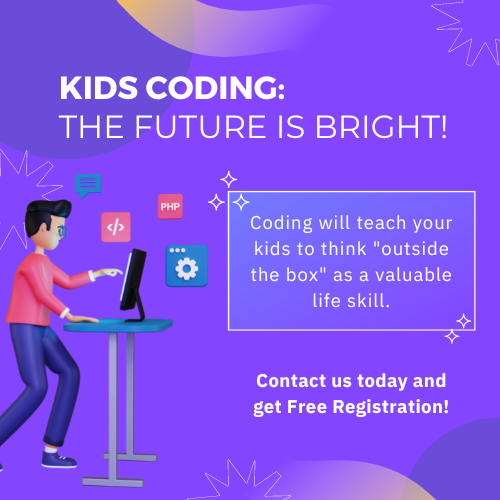 KIDS CODING:
THE FUTURE IS BRIGHT!
PHP
</>
Coding will teach your
kids to think "outside
the box" as a valuable
life skill.
Contact us today and
get Free Registration!